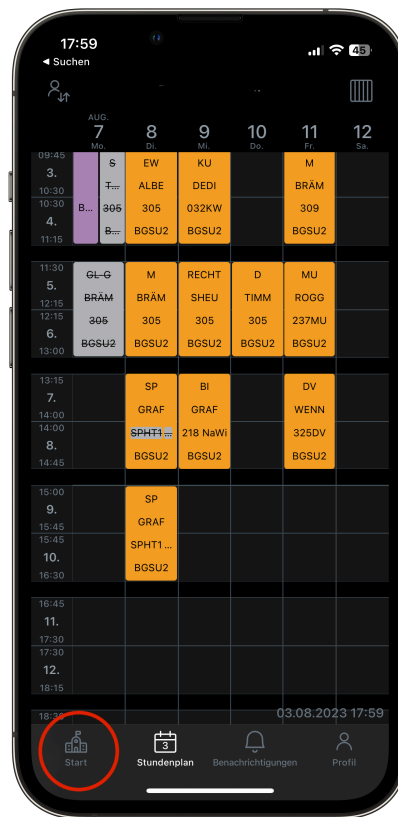 17:59
45
Suchen
AUG.
7 8 9 10 11 12
Mo. Di. Mi. Do. Fr. Sa.
09:45 S EW KU M
3. T... ALBE DEDI BRÄM
10:30
10:30 B... 305 305 032KW 309
4. B... BGSU2 BGSU2 BGSU2
11:15
11:30 GL-G M RECHT D MU
5. BRÄM BRÄM SHEU TIMM ROGG
12:15
12:15 305 305 305 305 237MU
6. BGSU2 BGSU2 BGSU2 BGSU2 BGSU2
13:00
13:15 SP BI DV
7. GRAF GRAF WENN
14:00
14:00 SPHT1 ... 218 NaWi 325DV
8. BGSU2 BGSU2 BGSU2
14:45
15:00 SP
9. GRAF
15:45
15:45 SPHT1 ...
10. BGSU2
16:30
16:45
11.
17:30
17:30
12.
18:15
18:30 03.08.2023 17:59
3
Start Stundenplan Benachrichtigungen Profil